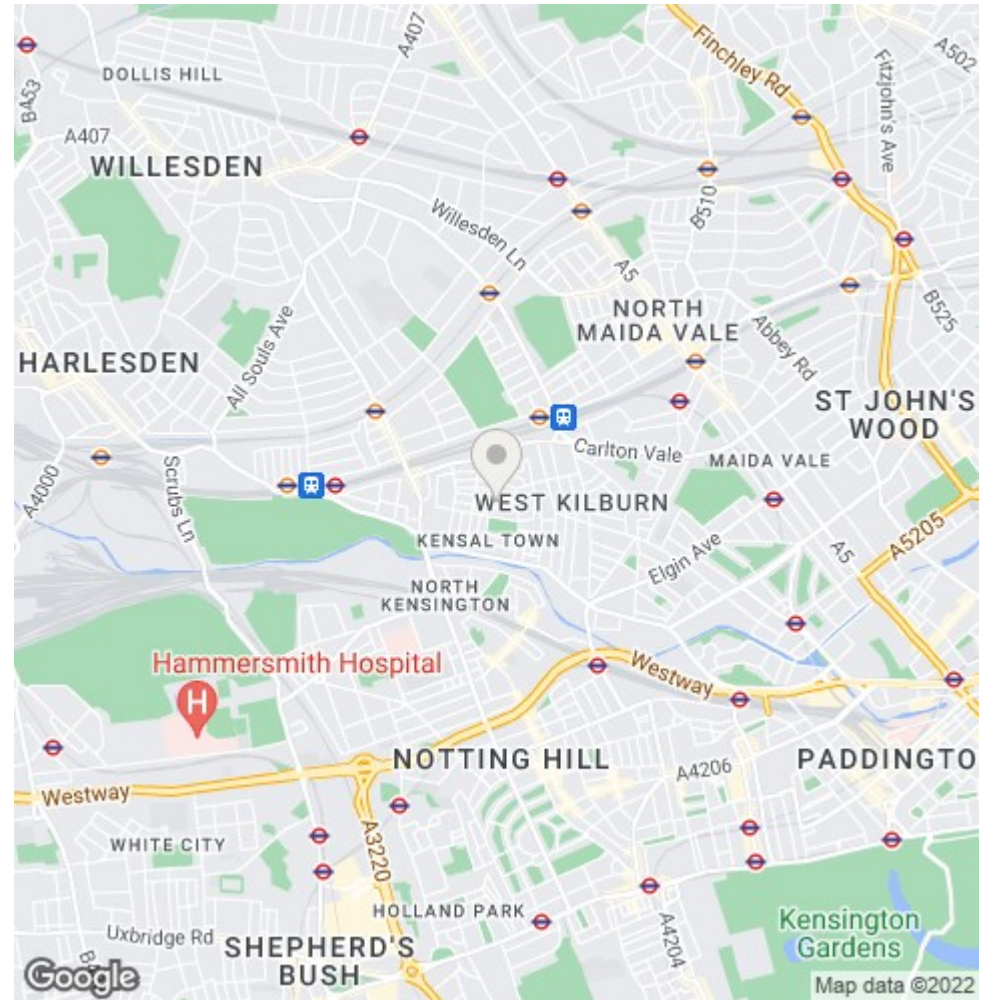 A407
Finchley Rd
A502
Fitzjohn's Ave
DOLLIS HILL
BA53
A407
WILLESDEN
B510
Willesden Ln
A5
NORTH
MAIDA VALE
B525
Abbey Rd
HARLESDEN
All Souls Ave
ST JOHN'S
WOOD
Carlton Vale
MAIDA VALE
A4000
Scrubs Ln
WEST KILBURN
KENSAL TOWN
A5
A5205
Elgin Ave
NORTH
KENSINGTON
Hammersmith Hospital
H
Westway
NOTTING HILL
A4206
PADDINGTO
Westway
WHITE CITY
A3220
HOLLAND PARK
A4204
Kensington
Gardens
Uxbridge Rd
SHEPHERD'S
BUSH
Google
Map data ©2022